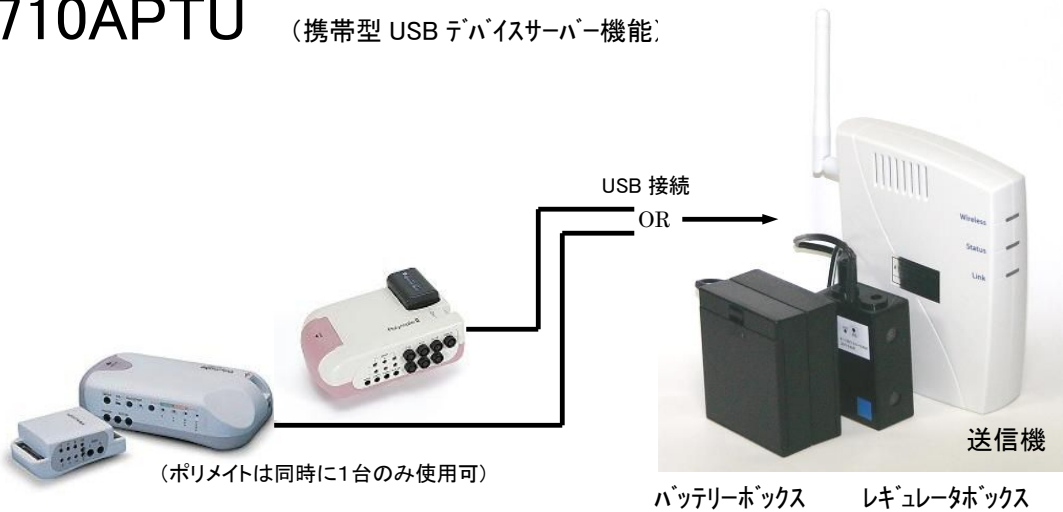 710APTU
（携帯型 USB ﾃﾞﾊﾞｲｽｻｰﾊﾞｰ機能）
USB 接続
OR
Wireless
Status
Link
Polymate
送信機
（ポリメイトは同時に１台のみ使用可）
ﾊﾞｯﾃﾘｰﾎﾞｯｸｽ
ﾚｷﾞｭﾚｰﾀﾎﾞｯｸｽ